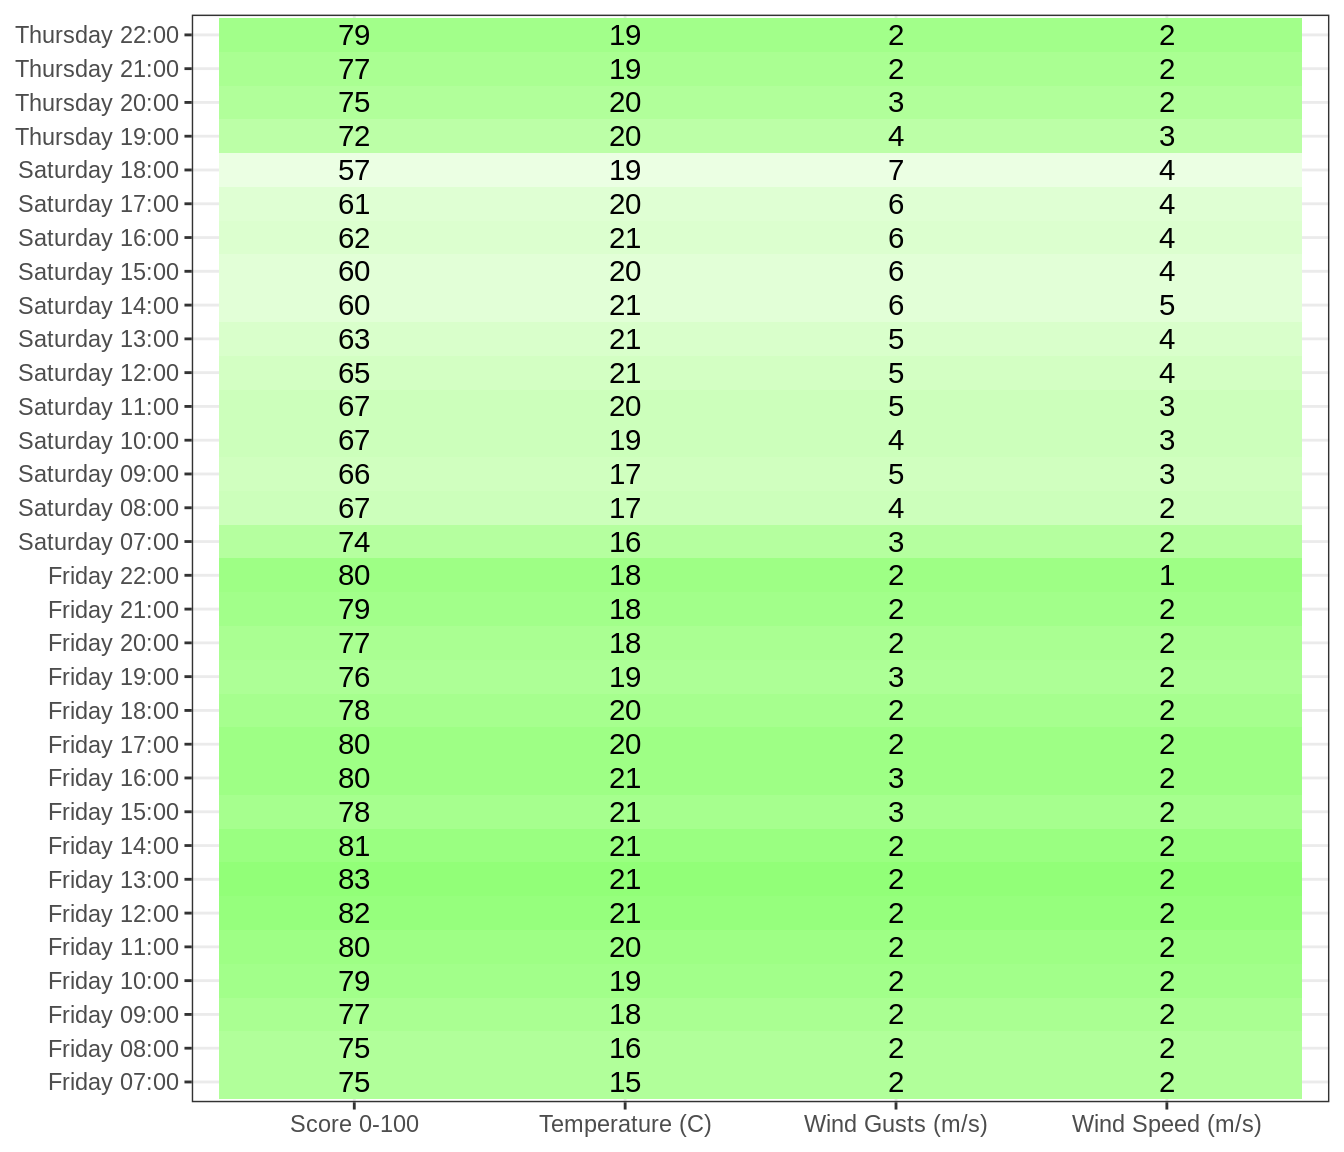 Thursday 22:00 79 19 2 2
Thursday 21:00 77 19 2 2
Thursday 20:00 75 20 3 2
Thursday 19:00 72 20 4 3
Saturday 18:00 57 19 7 4
Saturday 17:00 61 20 6 4
Saturday 16:00 62 21 6 4
Saturday 15:00 60 20 6 4
Saturday 14:00 60 21 6 5
Saturday 13:00 63 21 5 4
Saturday 12:00 65 21 5 4
Saturday 11:00 67 20 5 3
Saturday 10:00 67 19 4 3
Saturday 09:00 66 17 5 3
Saturday 08:00 67 17 4 2
Saturday 07:00 74 16 3 2
Friday 22:00 80 18 2 1
Friday 21:00 79 18 2 2
Friday 20:00 77 18 2 2
Friday 19:00 76 19 3 2
Friday 18:00 78 20 2 2
Friday 17:00 80 20 2 2
Friday 16:00 80 21 3 2
Friday 15:00 78 21 3 2
Friday 14:00 81 21 2 2
Friday 13:00 83 21 2 2
Friday 12:00 82 21 2 2
Friday 11:00 80 20 2 2
Friday 10:00 79 19 2 2
Friday 09:00 77 18 2 2
Friday 08:00 75 16 2 2
Friday 07:00 75 15 2 2
Score 0-100 Temperature (C) Wind Gusts (m/s) Wind Speed (m/s)